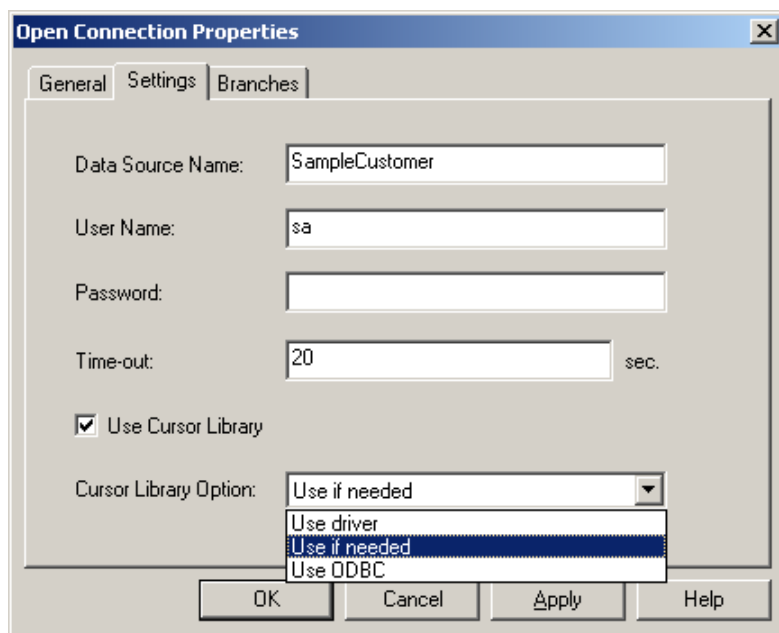 Open Connection Properties
General Settings Branches
Data Source Name: SampleCustomer
User Name: sa
Password:
Time-out: 20 sec.
Use Cursor Library
Cursor Library Option: Use if needed
Use driver
Use if needed
Use ODBC
OK Cancel Apply Help